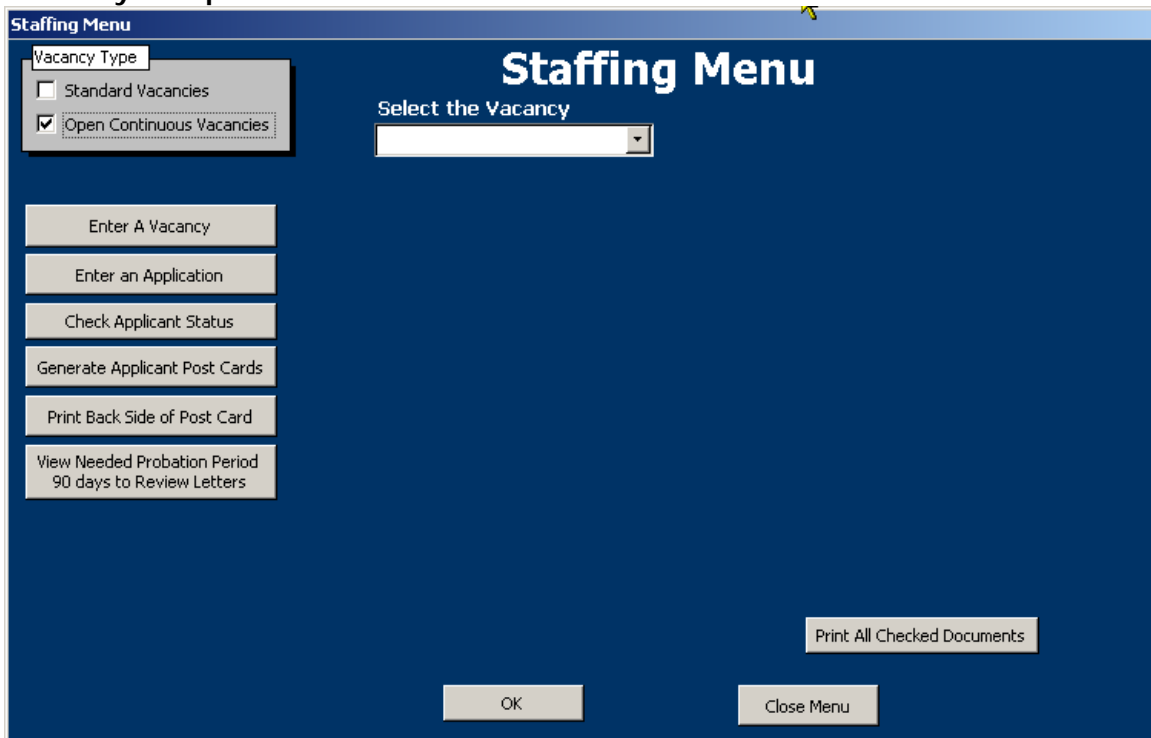 Staffing Menu
Vacancy Type
Standard Vacancies
Open Continuous Vacancies
Staffing Menu
Select the Vacancy
Enter A Vacancy
Enter an Application
Check Applicant Status
Generate Applicant Post Cards
Print Back Side of Post Card
View Needed Probation Period
90 days to Review Letters
Print All Checked Documents
OK
Close Menu